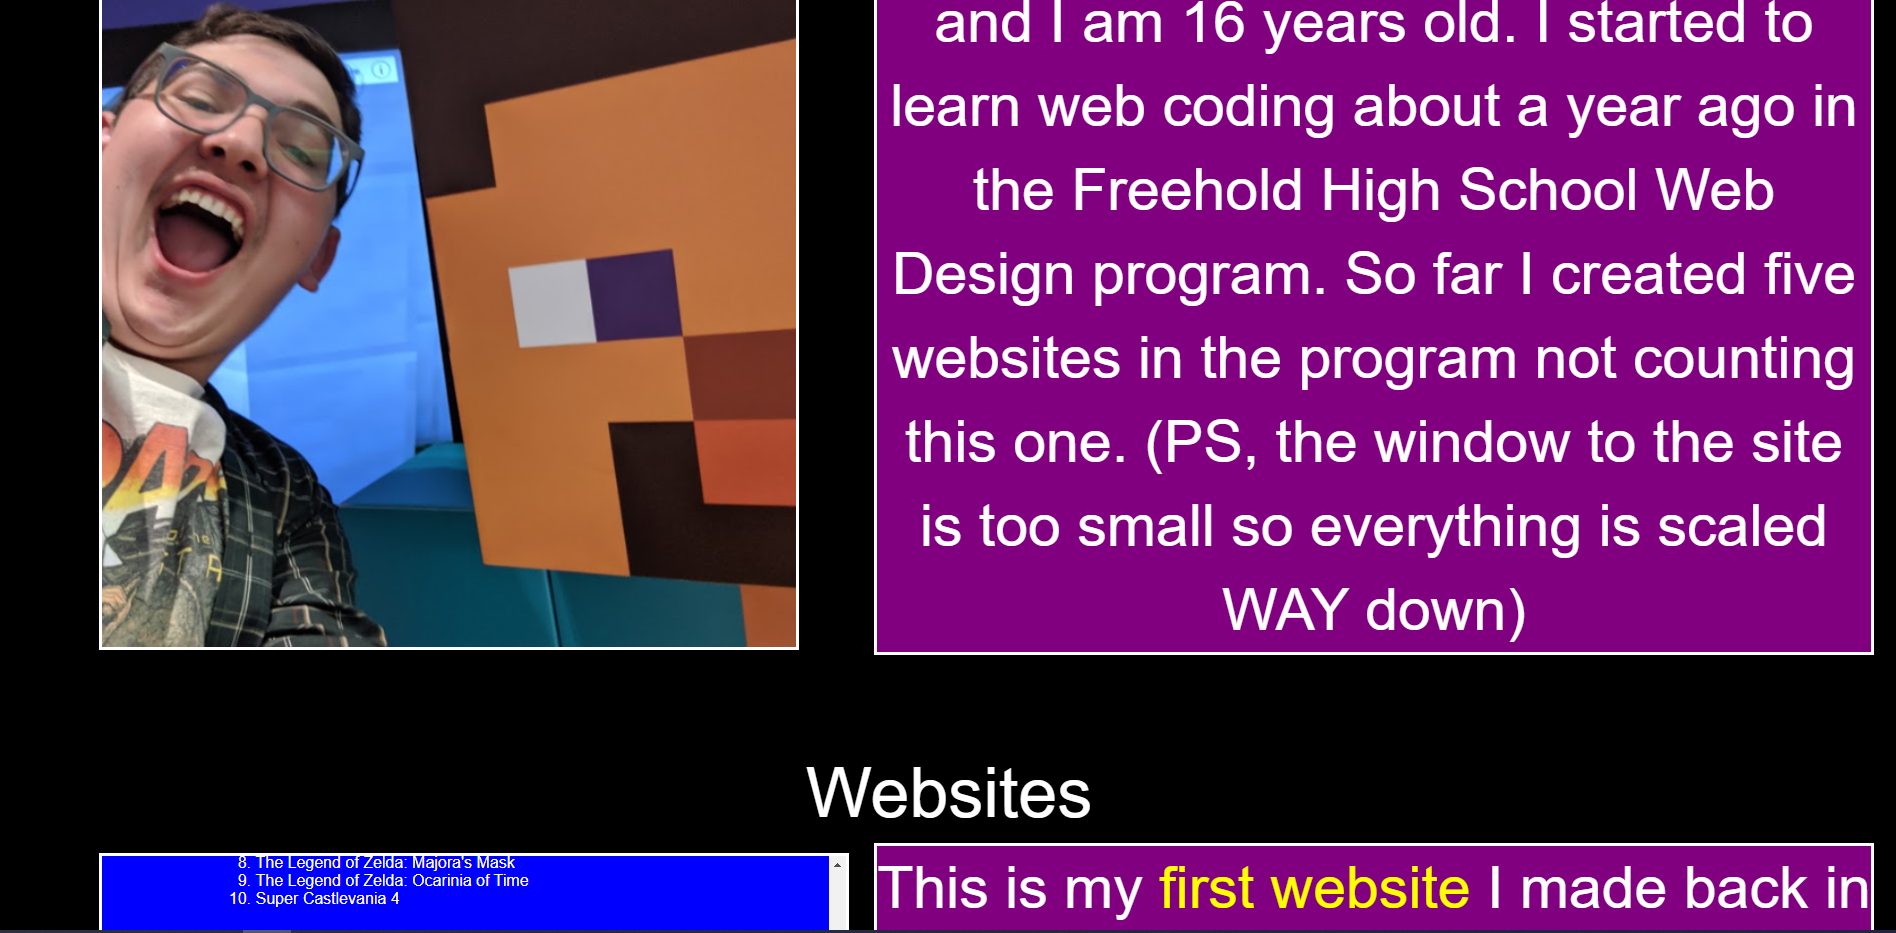 and I am 16 years old. I started to
learn web coding about a year ago in
the Freehold High School Web
Design program. So far I created five
websites in the program not counting
this one. (PS, the window to the site
is too small so everything is scaled
WAY down)
Websites
8. The Legend of Zelda: Majora's Mask
9. The Legend of Zelda: Ocarinia of Time
10. Super Castlevania 4
This is my first website I made back in